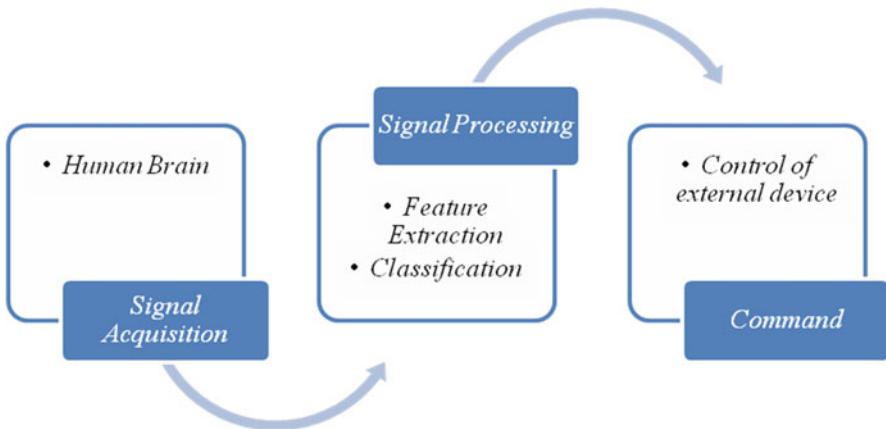 • Human Brain
Signal
Acquisition
Signal Processing
• Feature
Extraction
• Classification
• Control of
external device
Command